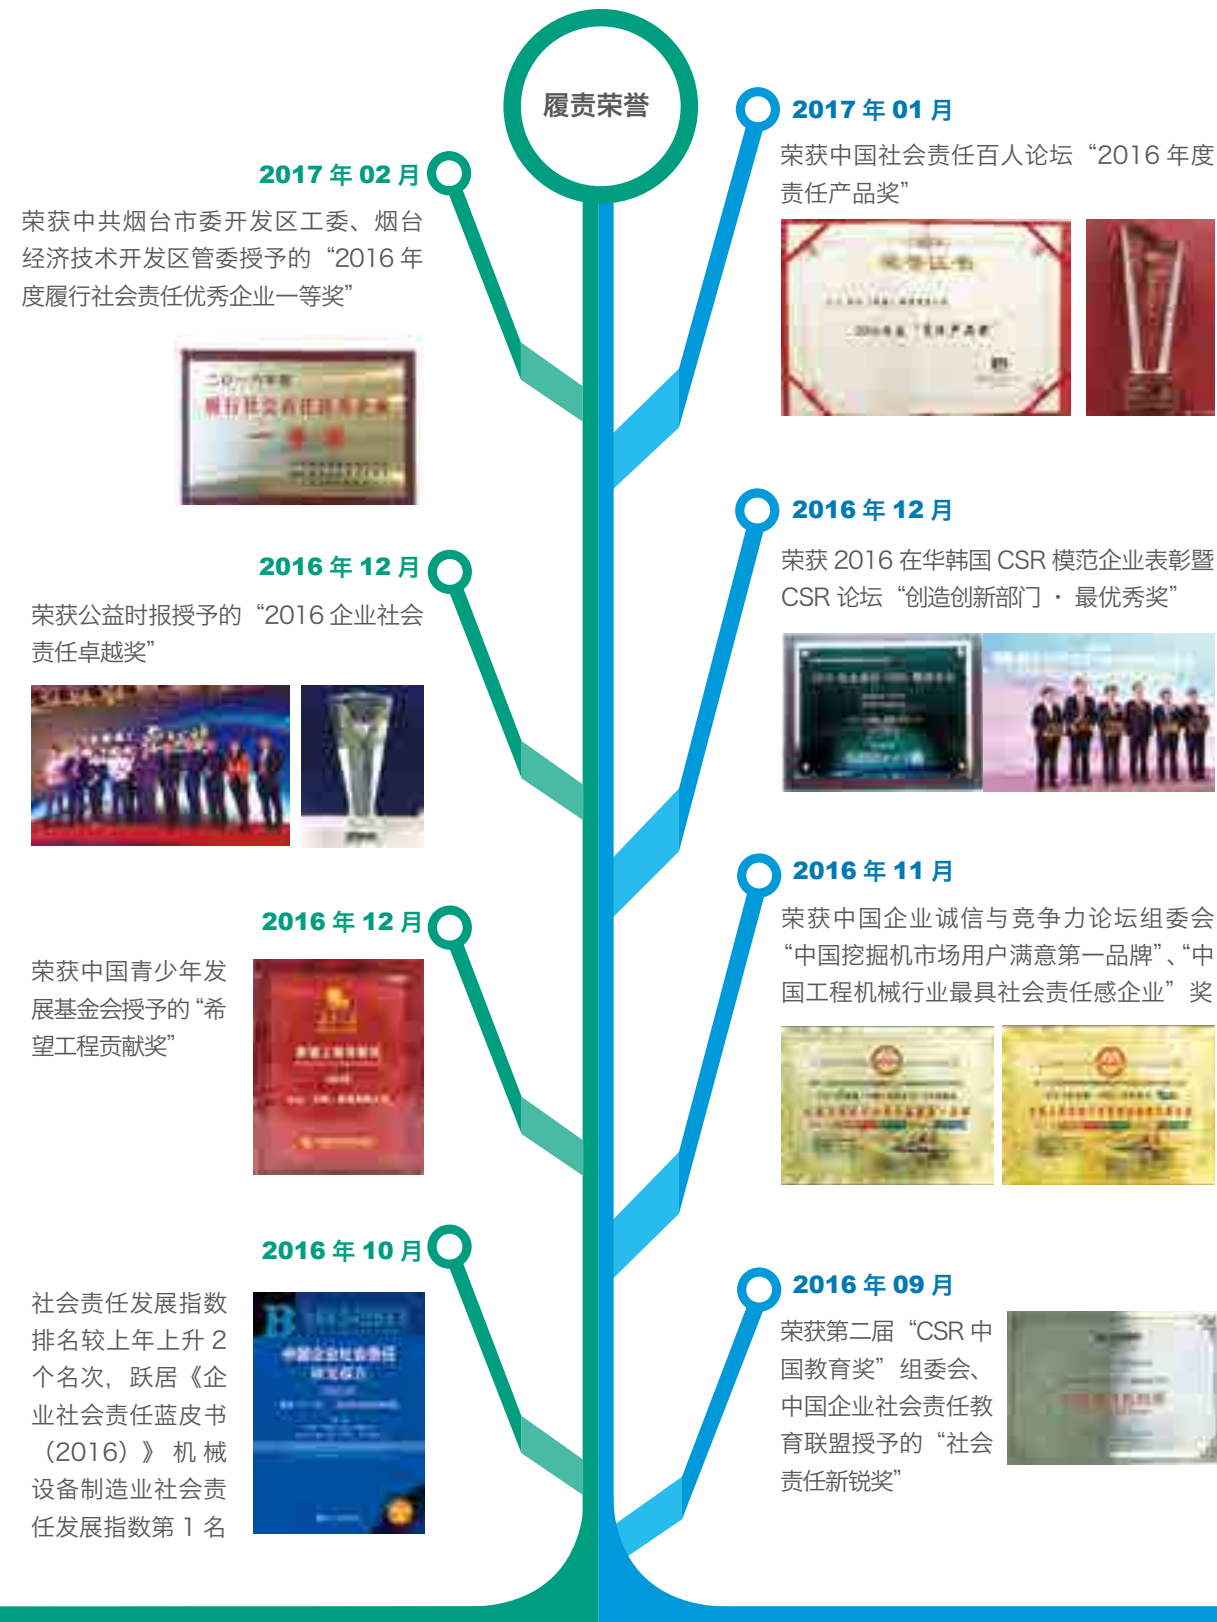 履责荣誉
2017 年 02 月
荣获中共烟台市委开发区工委、烟台
经济技术开发区管委授予的“2016 年
度履行社会责任优秀企业一等奖”
2016 年 12 月
荣获公益时报授予的“2016 企业社会
责任卓越奖”
2016 年 12 月
荣获中国青少年发
展基金会授予的“希
望工程贡献奖”
2016 年 10 月
社会责任发展指数
排名较上年上升 2
个名次，跃居《企
业社会责任蓝皮书
（2016）》机械
设备制造业社会责
任发展指数第 1 名
2017 年 01 月
荣获中国社会责任百人论坛“2016 年度
责任产品奖”
荣誉证书
2016 年 12 月
荣获 2016 在华韩国 CSR 模范企业表彰暨
CSR 论坛“创造创新部门 · 最优秀奖”
2016 年 11 月
荣获中国企业诚信与竞争力论坛组委会
“中国挖掘机市场用户满意第一品牌”、“中
国工程机械行业最具社会责任感企业”奖
2016 年 09 月
荣获第二届“CSR 中
国教育奖”组委会、
中国企业社会责任教
育联盟授予的“社会
责任新锐奖”